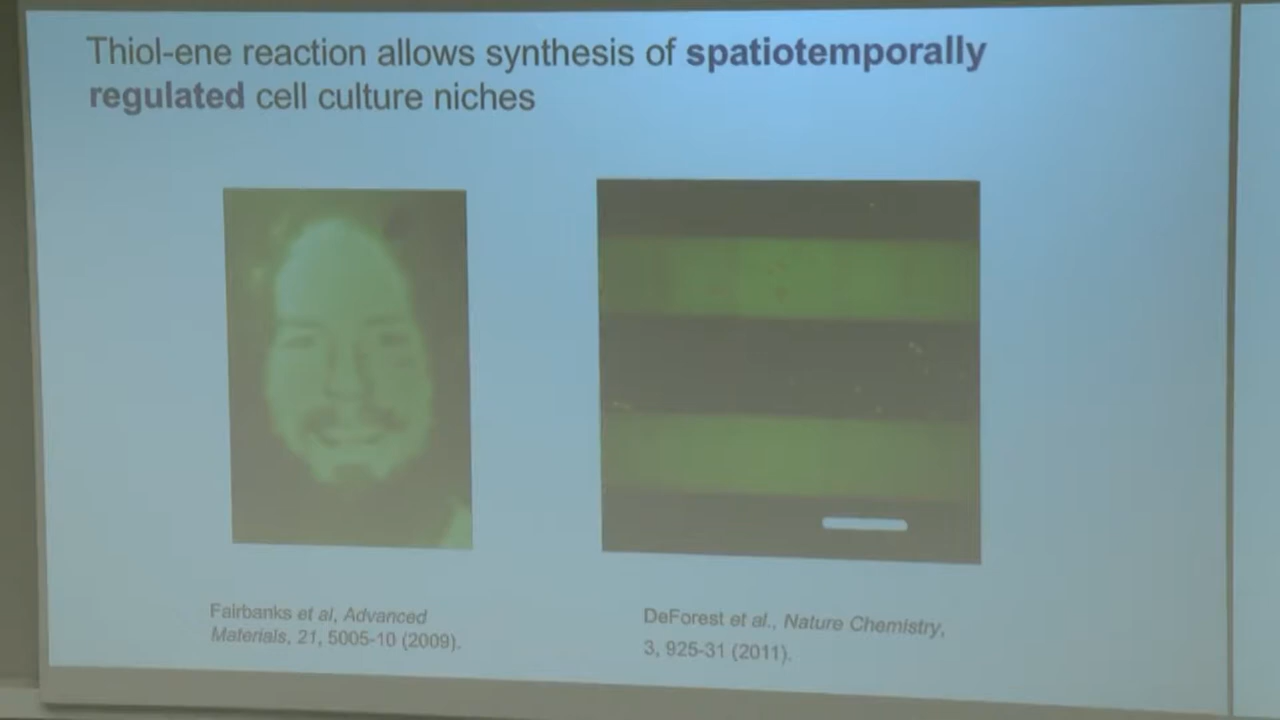 Thiol-ene reaction allows synthesis of spatiotemporally
regulated cell culture niches
Fairbanks et al, Advanced
Materials, 21, 5005-10 (2009).
DeForest et al., Nature Chemistry,
3, 925-31 (2011).